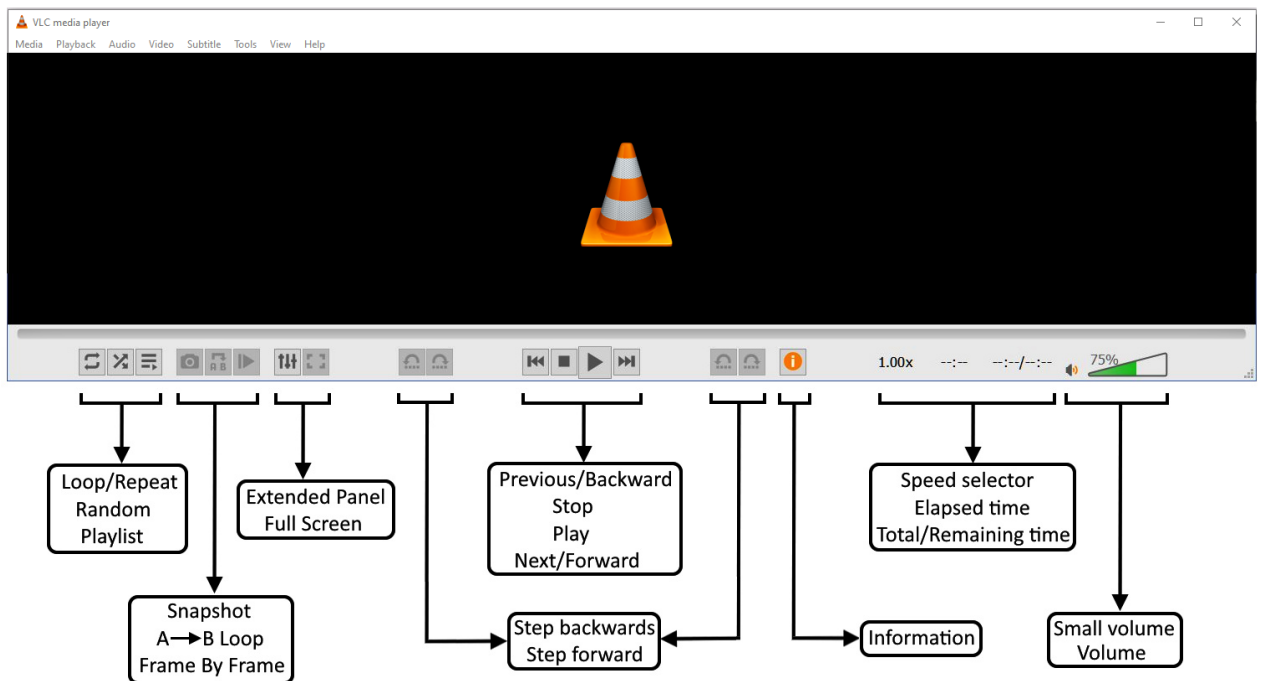 VLC media player
Media Playback Audio Video Subtitle Tools View Help
A B
1.00x --:-- --:--/--:-- 75%
Loop/Repeat
Random
Playlist
Extended Panel
Full Screen
Previous/Backward
Stop
Play
Next/Forward
Speed selector
Elapsed time
Total/Remaining time
Snapshot
A→B Loop
Frame By Frame
Step backwards
Step forward
Information
Small volume
Volume